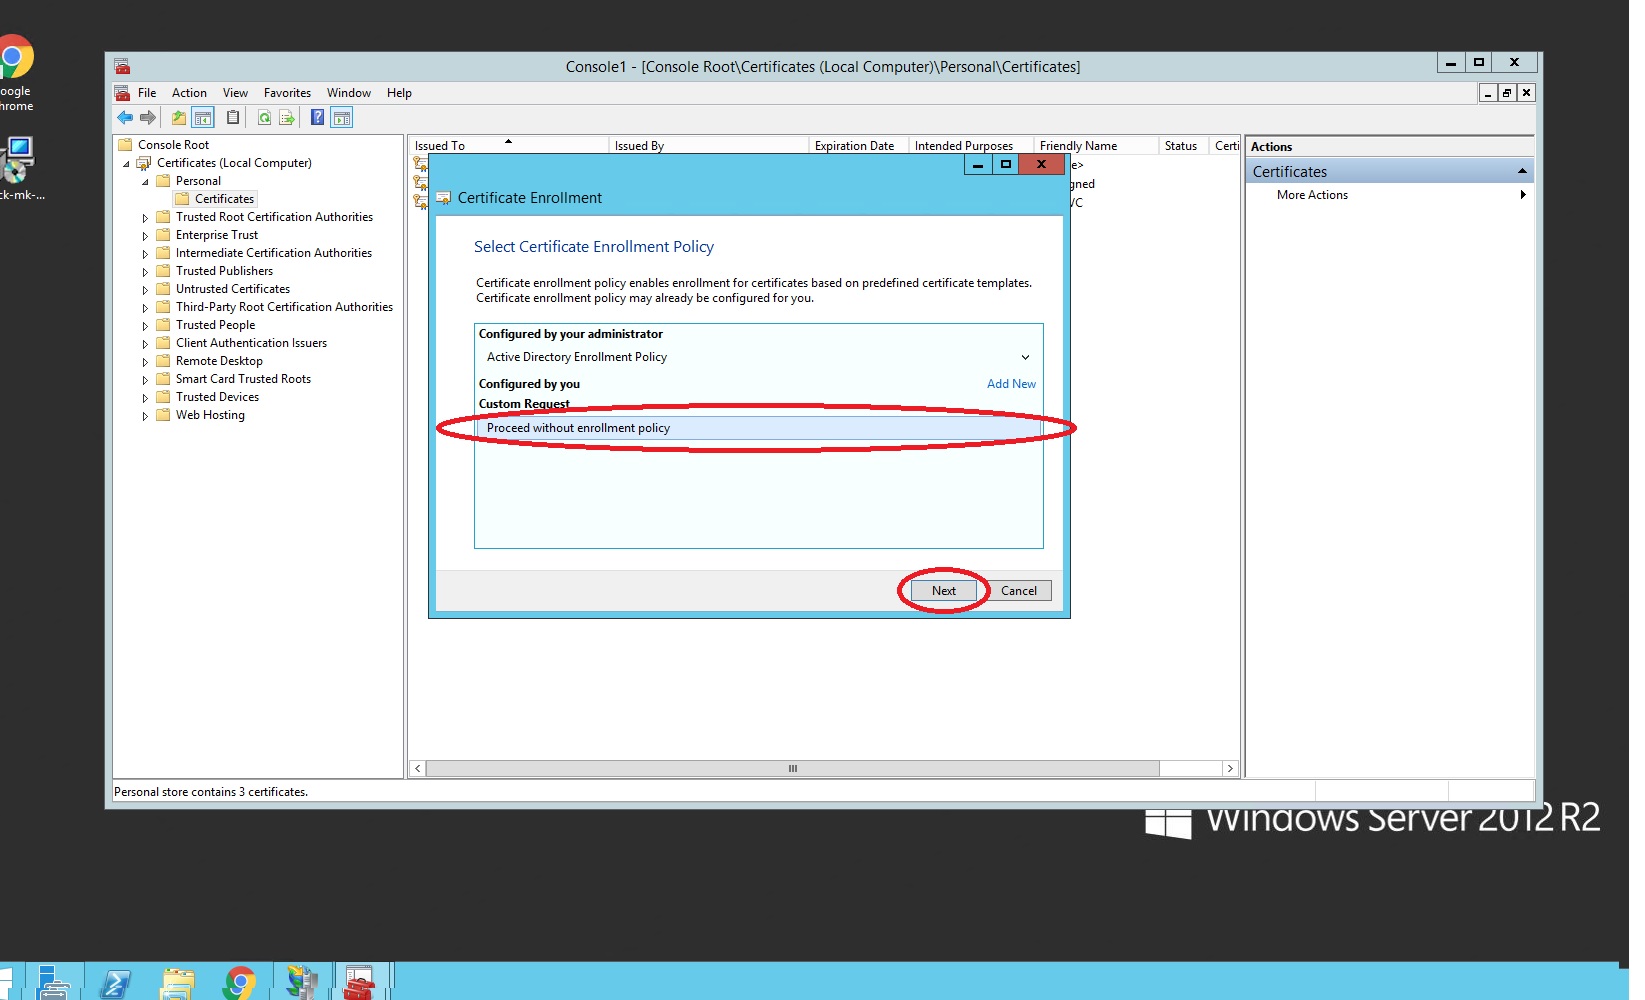 oogle
hrome
ck-mk-...
Console1 - [Console Root\Certificates (Local Computer)\Personal\Certificates]
File Action View Favorites Window Help
Console Root
Certificates (Local Computer)
Personal
Certificates
Trusted Root Certification Authorities
Enterprise Trust
Intermediate Certification Authorities
Trusted Publishers
Untrusted Certificates
Third-Party Root Certification Authorities
Trusted People
Client Authentication Issuers
Remote Desktop
Smart Card Trusted Roots
Trusted Devices
Web Hosting
Issued To Issued By Expiration Date Intended Purposes Friendly Name Status Certi
e>
gned
VC
Certificate Enrollment
Select Certificate Enrollment Policy
Certificate enrollment policy enables enrollment for certificates based on predefined certificate templates.
Certificate enrollment policy may already be configured for you.
Configured by your administrator
Active Directory Enrollment Policy
Configured by you Add New
Custom Request
Proceed without enrollment policy
Next Cancel
Actions
Certificates
More Actions
Personal store contains 3 certificates.
Windows Server 2012 R2